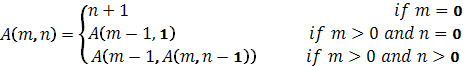 n + 1 if m = 0
A(m, n) = { A(m − 1, 1) if m > 0 and n = 0
A(m − 1, A(m, n − 1)) if m > 0 and n > 0